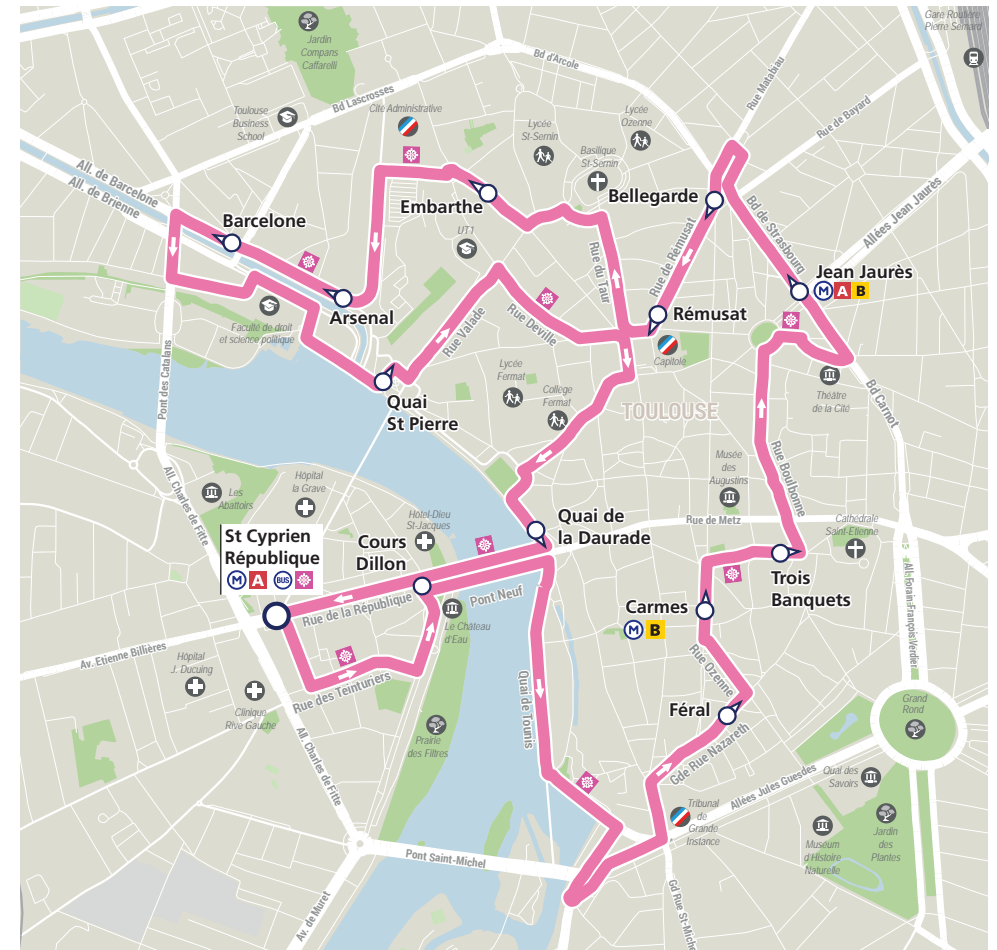 Gare Routière
Pierre Sémard
Jardin
Compans
Caffarelli
Bd d'Arcole
Rue Matabiau
Bd Lascrosses
Cité Administrative
Toulouse
Business
School
Lycée
St-Sernin
Lycée
Ozenne
Rue de Bayard
Basilique
St-Sernin
All. de Barcelone
All. de Brienne
Embarthe
Bellegarde
Barcelone
UT1
Bd de Strasbourg
Allées Jean Jaurès
Rue du Taur
Rue de Rémusat
Jean Jaurès
M A B
Arsenal
Rue Valade
Rue Deville
Rémusat
Faculté de droit
et science politique
Capitole
Pont des Catalans
Lycée
Fermat
Collège
Fermat
Théâtre
de la Cité
Bd Carnot
Quai
St Pierre
TOULOUSE
Rue Boulbonne
Musée
des
Augustins
All. Charles de Fitte
Les
Abattoirs
Hôpital
la Grave
Hotel-Dieu
St-Jacques
Quai de
la Daurade
Rue de Metz
Cathédrale
Saint-Etienne
St Cyprien
République
M A BUS
Cours
Dillon
Trois
Banquets
Rue de la République
Pont Neuf
Carmes
M B
All. Forain-François Verdier
Le Château
d'Eau
Av. Etienne Billières
Hôpital
J. Ducuing
Rue des Teinturiers
Quai de Tounis
Rue Ozenne
Clinique
Rive Gauche
Féral
Grand
Rond
Gde Rue Nazareth
Prairie
des Filtres
All. Charles de Fitte
Quai des
Savoirs
Allées Jules Guesdes
Tribunal
de
Grande
Instance
Jardin
des
Plantes
Muséum
d'Histoire
Naturelle
Pont Saint-Michel
Av. de Muret
Gd Rue St-Miche